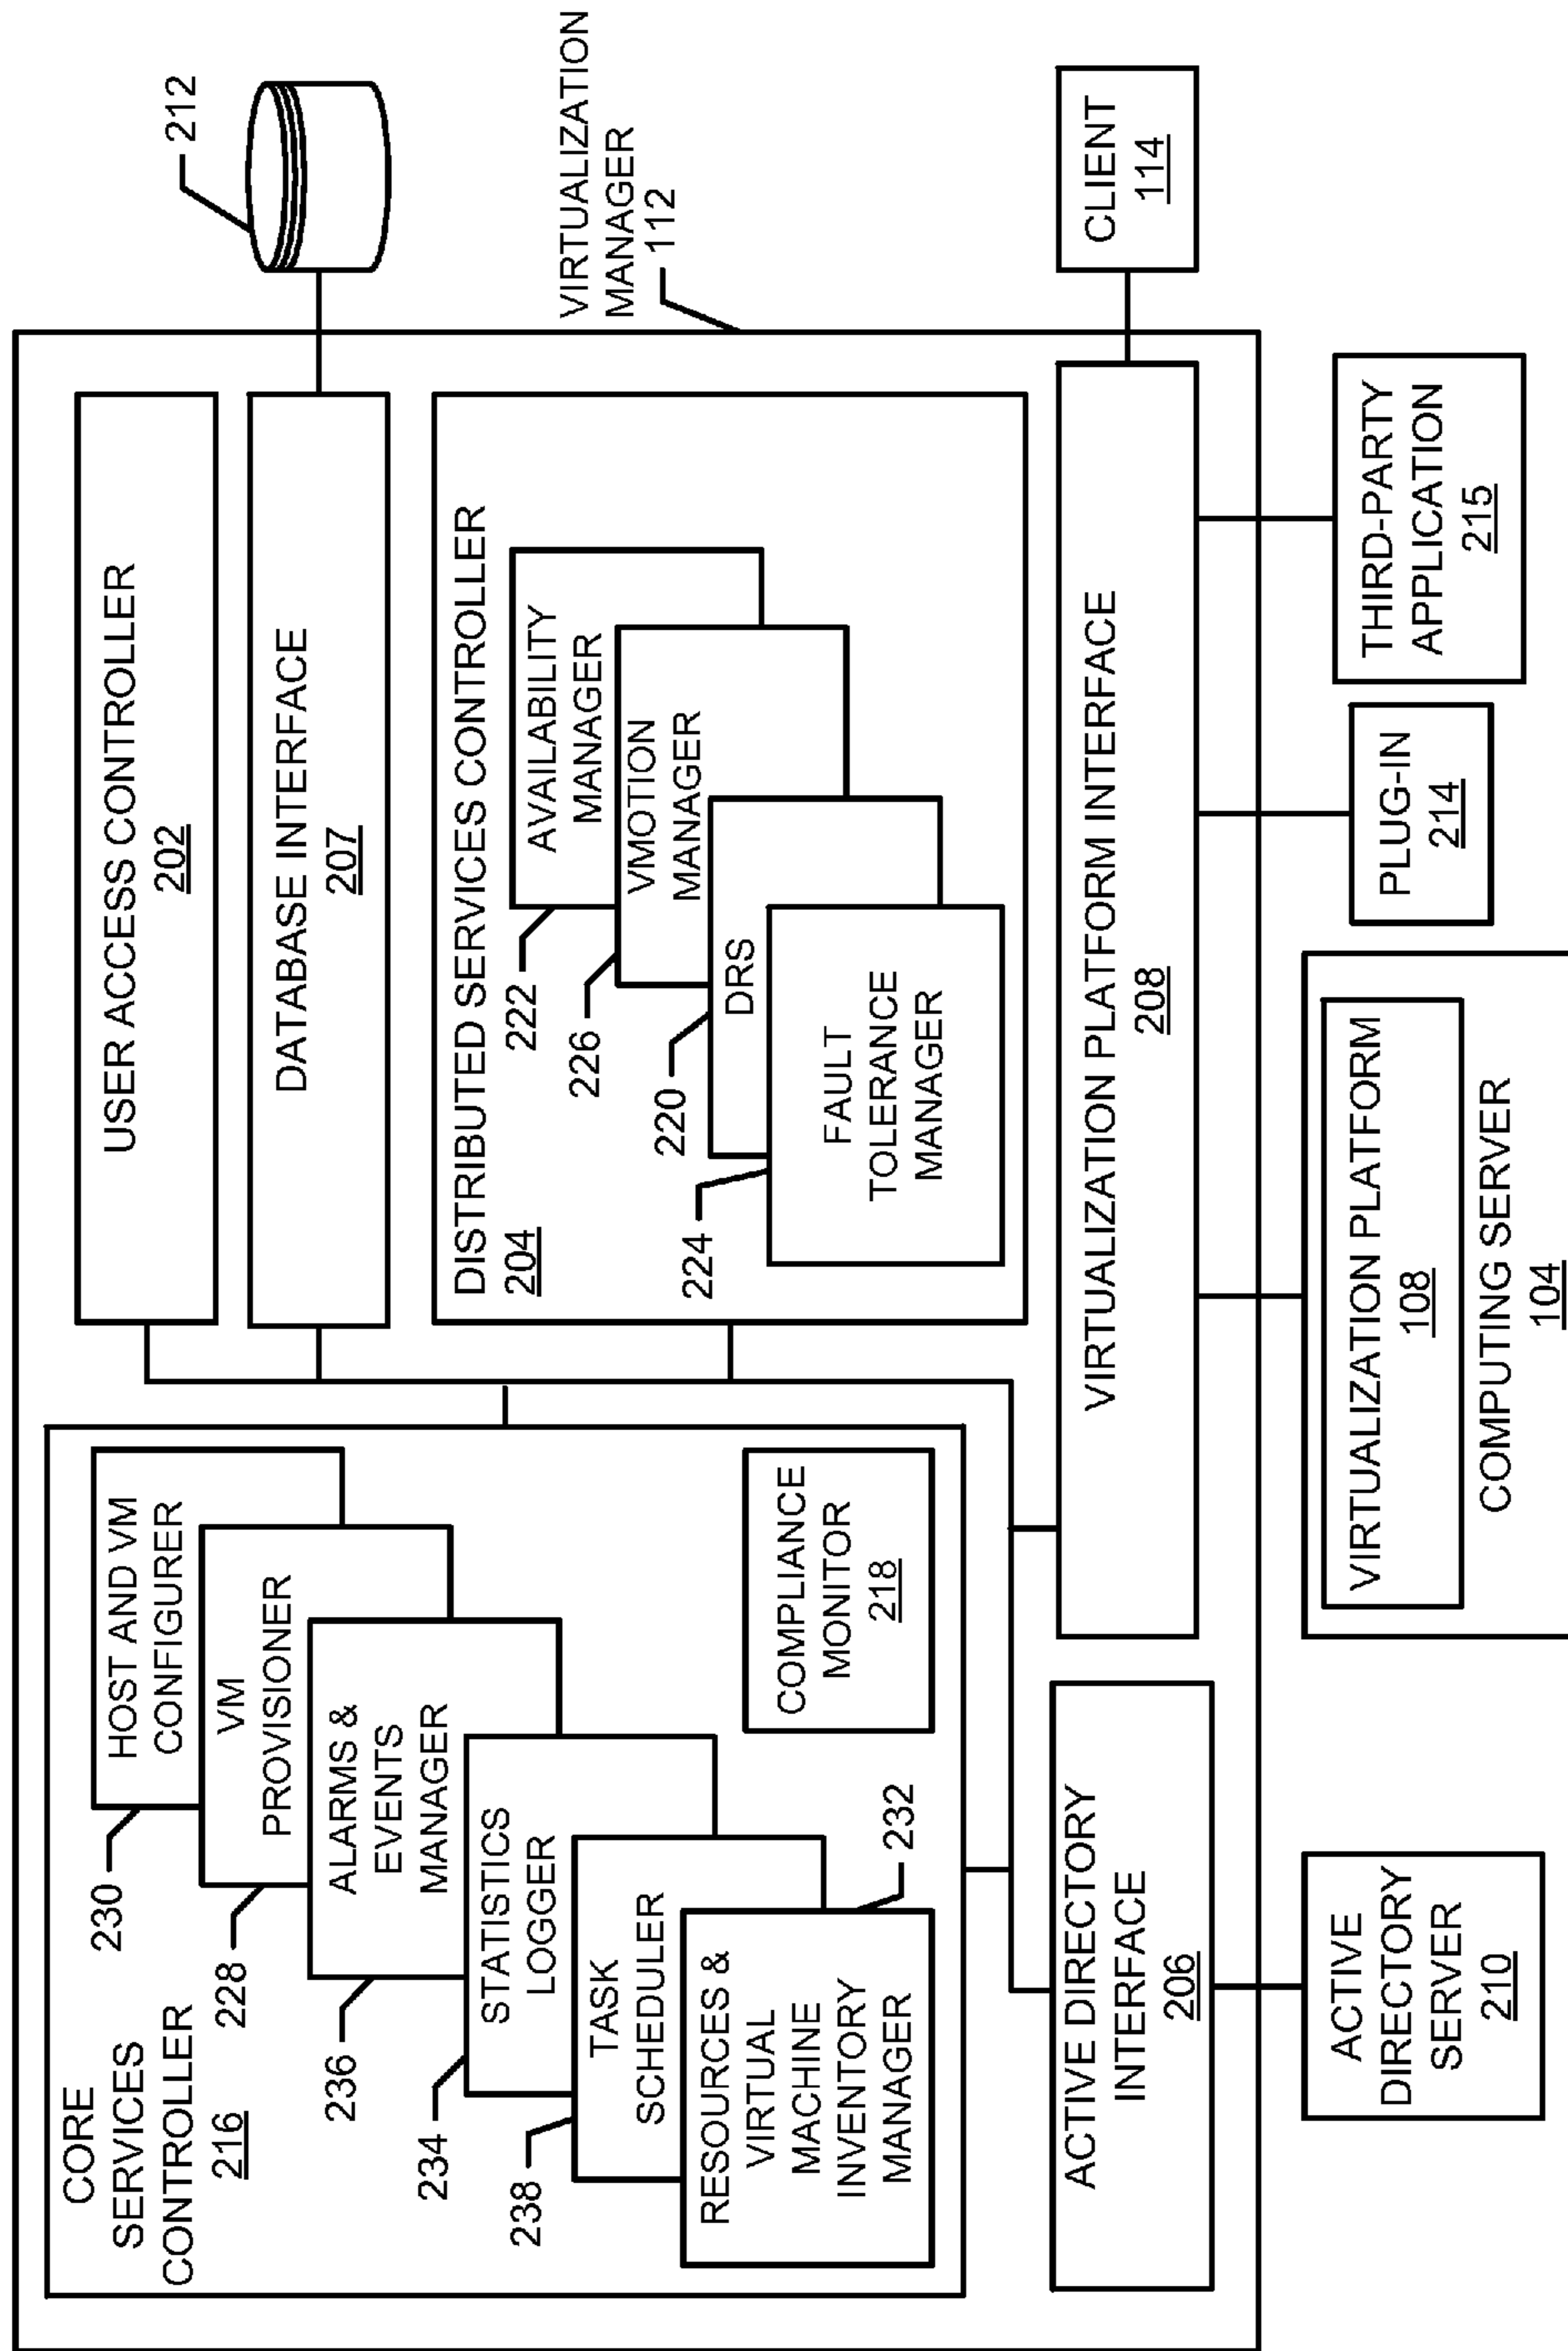 CORE
SERVICES
CONTROLLER
216
230
HOST AND VM
CONFIGURER
228
VM
PROVISIONER
236
ALARMS &
EVENTS
MANAGER
234
STATISTICS
LOGGER
238
TASK
SCHEDULER
RESOURCES &
VIRTUAL
MACHINE
INVENTORY
MANAGER
232
COMPLIANCE
MONITOR
218
USER ACCESS CONTROLLER
202
DATABASE INTERFACE
207
212
DISTRIBUTED SERVICES CONTROLLER
204
222
AVAILABILITY
MANAGER
226
VMOTION
MANAGER
220
DRS
224
FAULT
TOLERANCE
MANAGER
VIRTUALIZATION
MANAGER
112
ACTIVE DIRECTORY
INTERFACE
206
VIRTUALIZATION PLATFORM INTERFACE
208
CLIENT
114
ACTIVE
DIRECTORY
SERVER
210
VIRTUALIZATION PLATFORM
108
COMPUTING SERVER
104
PLUG-IN
214
THIRD-PARTY
APPLICATION
215